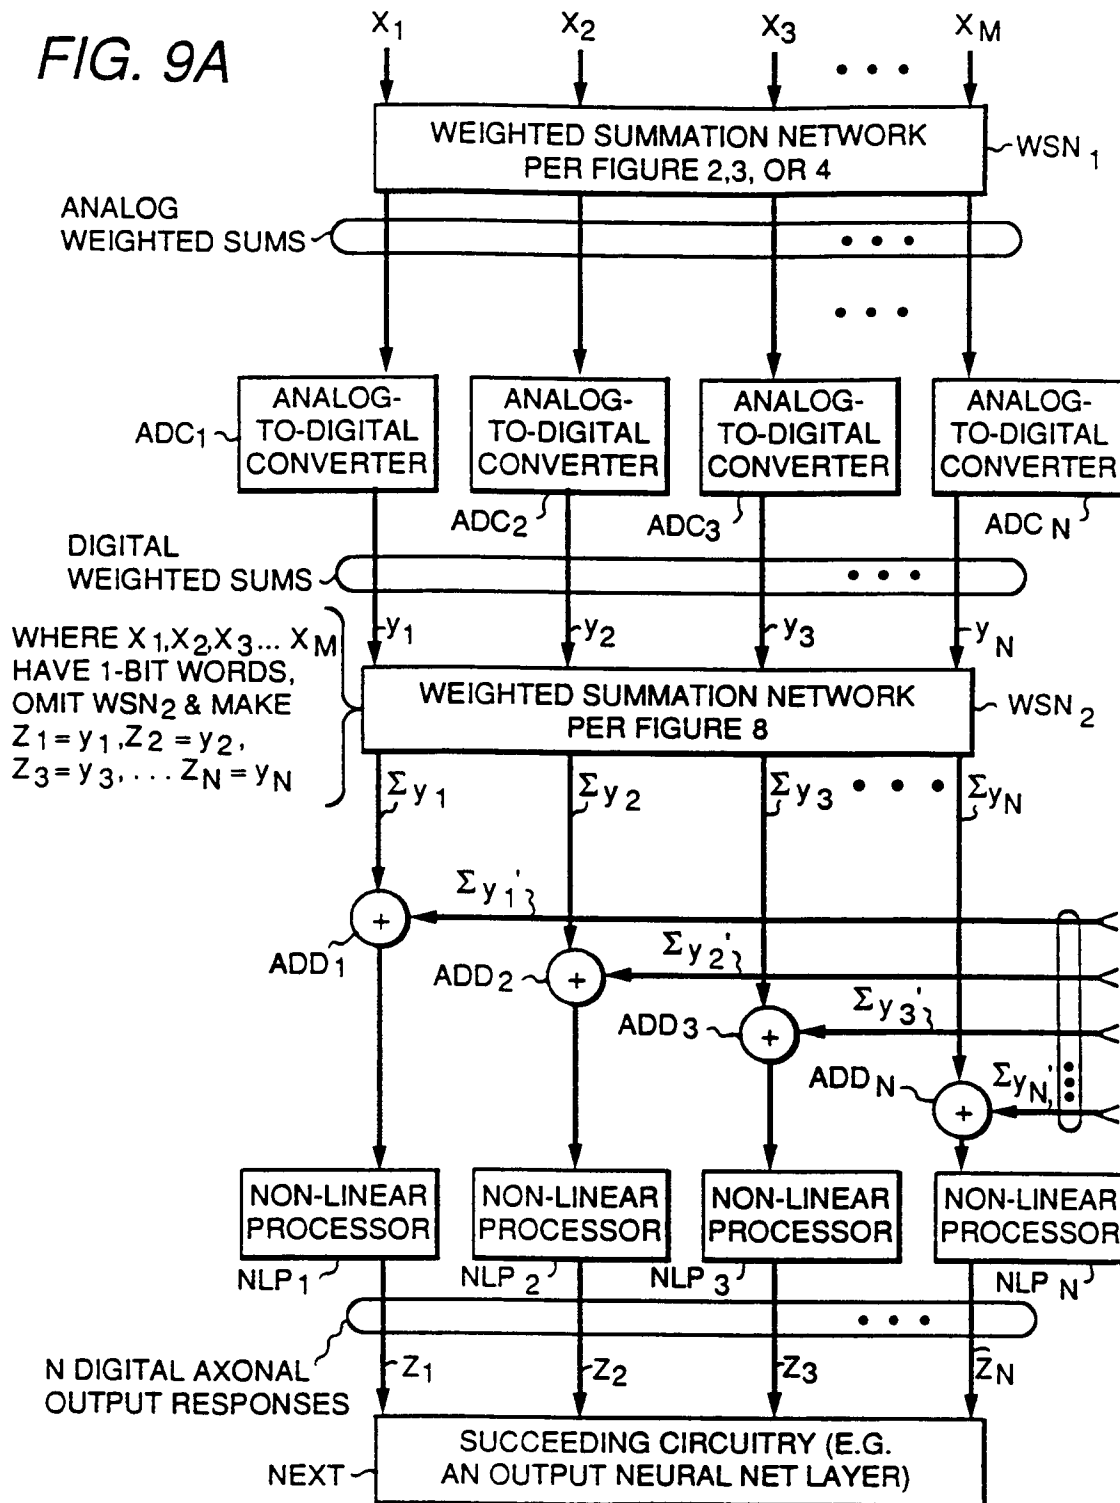 FIG. 9A
X1 X2 X3 • • • XM
WEIGHTED SUMMATION NETWORK
PER FIGURE 2,3, OR 4
WSN1
ANALOG
WEIGHTED SUMS
• • •
• • •
ANALOG-
TO-DIGITAL
CONVERTER
ADC1
ANALOG-
TO-DIGITAL
CONVERTER
ADC2
ANALOG-
TO-DIGITAL
CONVERTER
ADC3
ANALOG-
TO-DIGITAL
CONVERTER
ADC N
DIGITAL
WEIGHTED SUMS
• • •
y1 y2 y3 yN
WHERE X1,X2,X3... XM
HAVE 1-BIT WORDS,
OMIT WSN2 & MAKE
Z1=y1,Z2=y2,
Z3=y3,...ZN=yN
WEIGHTED SUMMATION NETWORK
PER FIGURE 8
WSN2
Σy1 Σy2 Σy3 • • • ΣyN
Σy1'
+
ADD1
Σy2'
ADD2
+
Σy3'
ADD3
+
ΣyN'
ADDN
+
NON-LINEAR
PROCESSOR
NLP1
NON-LINEAR
PROCESSOR
NLP2
NON-LINEAR
PROCESSOR
NLP3
NON-LINEAR
PROCESSOR
NLP N
• • •
N DIGITAL AXONAL
OUTPUT RESPONSES
Z1 Z2 Z3 ZN
SUCCEEDING CIRCUITRY (E.G.
AN OUTPUT NEURAL NET LAYER)
NEXT